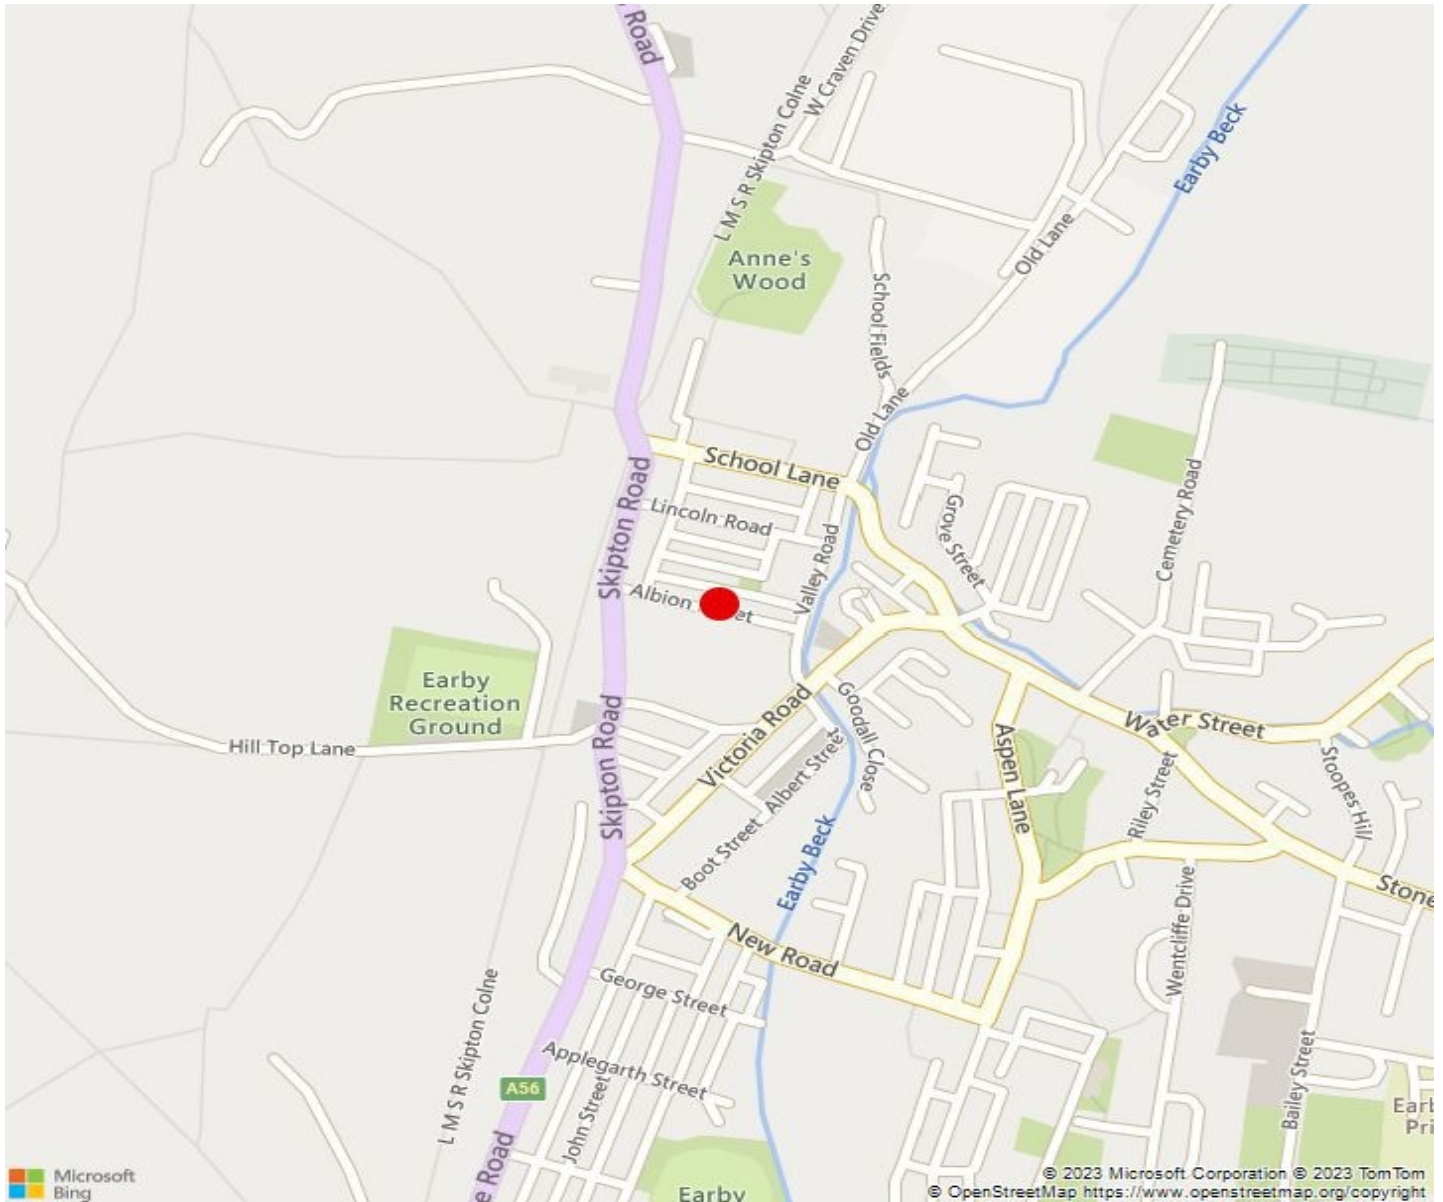 Road
W Craven Drive
L M S R Skipton Colne
Earby Beck
Anne's
Wood
Old Lane
School Fields
Old Lane
School Lane
Skipton Road
Lincoln Road
Grove Street
Cemetery Road
Valley Road
Albion
et
Earby
Recreation
Ground
Hill Top Lane
Skipton Road
Victoria Road
Goodall Close
Albert Street
Aspen Lane
Water Street
Stoopes Hill
Riley Street
Boot Street
Earby Beck
Stone
New Road
Wentcliffe Drive
George Street
L M S R Skipton Colne
Applegarth Street
A56
John Street
Bailey Street
Earb
Pri
e Road
Earby
Microsoft
Bing
© 2023 Microsoft Corporation © 2023 TomTom
© OpenStreetMap https://www.openstreetmap.org/copyright